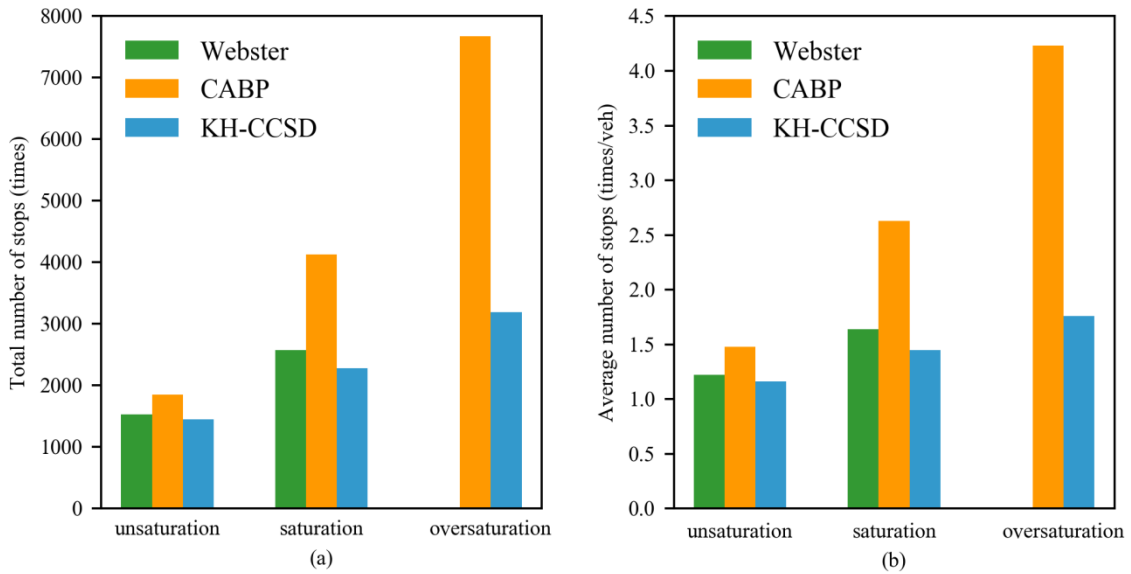 Total number of stops (times)
8000
7000
6000
5000
4000
3000
2000
1000
0
Webster
CABP
KH-CCSD
unsaturation
saturation
oversaturation
(a)
Average number of stops (times/veh)
4.5
4.0
3.5
3.0
2.5
2.0
1.5
1.0
0.5
0.0
Webster
CABP
KH-CCSD
unsaturation
saturation
oversaturation
(b)